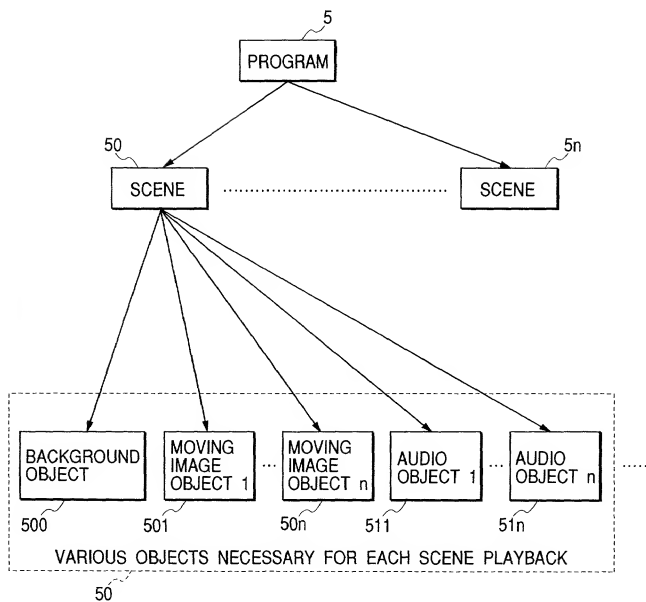 5
PROGRAM
50
5n
SCENE
SCENE
BACKGROUND
OBJECT
MOVING
IMAGE
OBJECT 1
...
MOVING
IMAGE
OBJECT n
AUDIO
OBJECT 1
...
AUDIO
OBJECT n
500
501
50n
511
51n
VARIOUS OBJECTS NECESSARY FOR EACH SCENE PLAYBACK
50